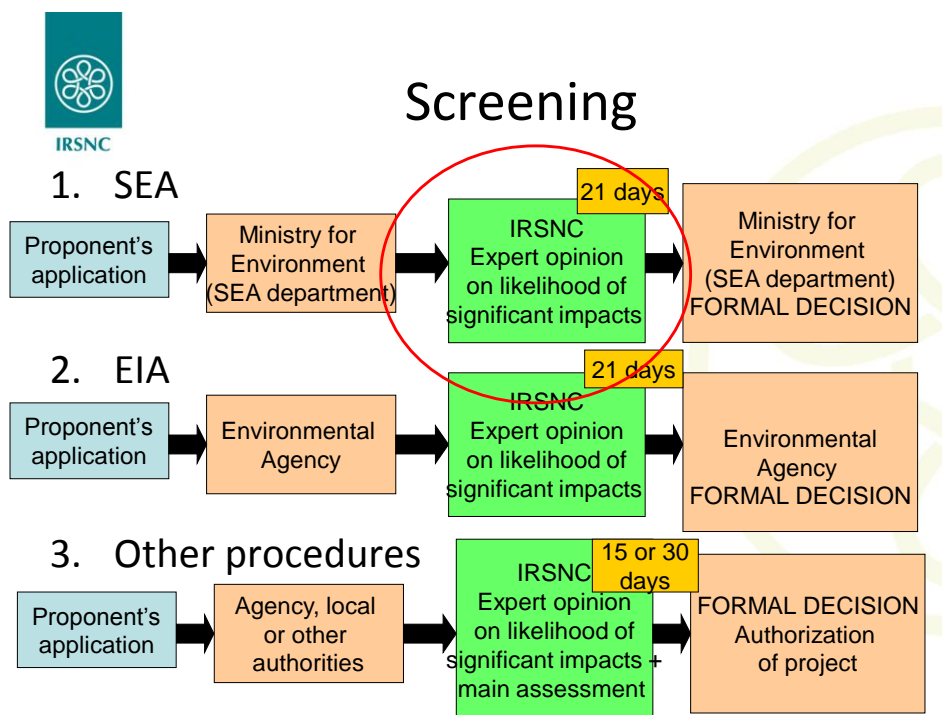 IRSNC
Screening
1. SEA
Proponent's
application
Ministry for
Environment
(SEA department)
21 days
IRSNC
Expert opinion
on likelihood of
significant impacts
Ministry for
Environment
(SEA department)
FORMAL DECISION
2. EIA
Proponent's
application
Environmental
Agency
21 days
IRSNC
Expert opinion
on likelihood of
significant impacts
Environmental
Agency
FORMAL DECISION
3. Other procedures
Proponent's
application
Agency, local
or other
authorities
15 or 30
days
IRSNC
Expert opinion
on likelihood of
significant impacts +
main assessment
FORMAL DECISION
Authorization
of project